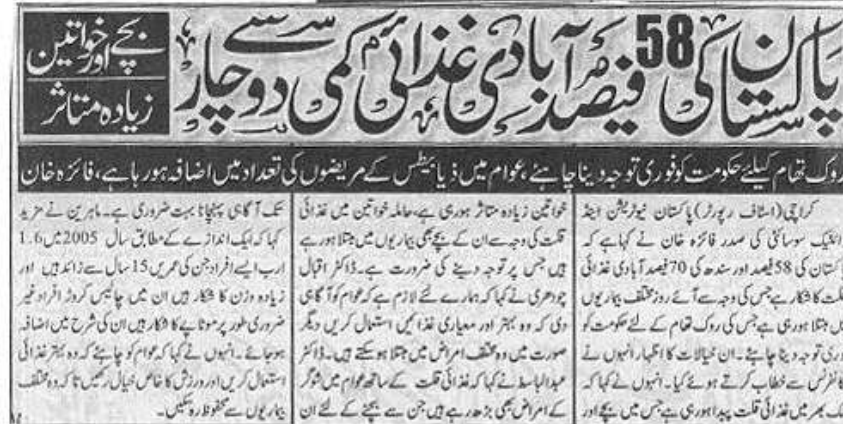 پاکستان کی 58 فیصد آبادی غذائی کمی سے دوچار
بچے اور خواتین
زیادہ متاثر
روک تھام کیلئے حکومت کو فوری توجہ دینا چاہئے، عوام میں ذیابیطس کے مریضوں کی تعداد میں اضافہ ہو رہا ہے، فائزہ خان
کراچی (اسٹاف رپورٹر) پاکستان نیوٹریشن اینڈ
سوسائٹی کی صدر فائزہ خان نے کہا ہے کہ
پاکستان کی 58 فیصد اور سندھ کی 70 فیصد آبادی غذائی
قلت کا شکار ہے جس کی وجہ سے آئے روز مختلف بیماریوں
میں مبتلا ہو رہی ہے جس کی روک تھام کے لئے حکومت کو
فوری توجہ دینا چاہئے۔ ان خیالات کا اظہار انہوں نے
کانفرنس سے خطاب کرتے ہوئے کیا۔ انہوں نے کہا کہ
ملک بھر میں غذائی قلت پیدا ہو رہی ہے جس میں بچے اور
خواتین زیادہ متاثر ہو رہی ہے، حاملہ خواتین میں غذائی
قلت کی وجہ سے ان کے بچے بھی بیماریوں میں مبتلا ہو رہے
ہیں جس پر توجہ دینے کی ضرورت ہے۔ ڈاکٹر اقبال
چودھری نے کہا کہ ہمارے لئے لازم ہے کہ عوام کو آگاہی
دی کہ وہ بہتر اور معیاری غذائیں استعمال کریں دیگر
صورت میں وہ مختلف امراض میں مبتلا ہو سکتے ہیں۔ ڈاکٹر
عبدالباسط نے کہا کہ غذائی قلت کے ساتھ عوام میں شوگر
کے امراض بھی بڑھ رہے ہیں جن سے بچنے کے لئے ان
تک آگاہی پہنچانا بہت ضروری ہے۔ ماہرین نے مزید
کہا کہ ایک اندازے کے مطابق سال 2005 میں 1.6
ارب ایسے افراد جن کی عمریں 15 سال سے زائد ہیں اور
زیادہ وزن کا شکار ہیں ان میں چالیس کروڑ افراد غیر
ضروری طور پر موٹاپے کا شکار ہیں ان کی شرح میں اضافہ
ہو جائے۔ انہوں نے کہا کہ عوام کو چاہئے کہ وہ بہتر غذائی
استعمال کریں اور ورزش کا خاص خیال رکھیں تاکہ وہ مختلف
بیماریوں سے محفوظ رہ سکیں۔